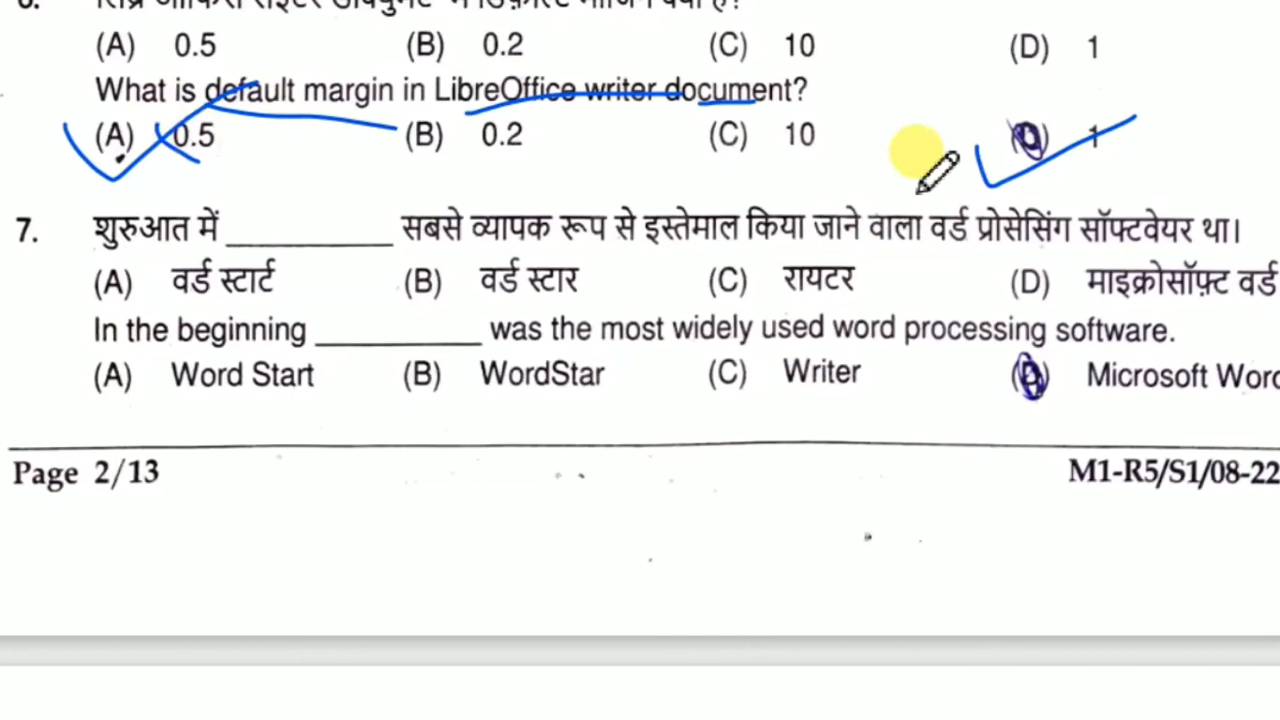 6. लिब्रे ऑफिस राइटर डॉक्युमेंट में डिफ़ॉल्ट मार्जिन क्या है?
(A) 0.5 (B) 0.2 (C) 10 (D) 1
What is default margin in LibreOffice writer document?
(A) 0.5 (B) 0.2 (C) 10 (D) 1
7. शुरुआत में ___________ सबसे व्यापक रूप से इस्तेमाल किया जाने वाला वर्ड प्रोसेसिंग सॉफ्टवेयर था।
(A) वर्ड स्टार्ट (B) वर्ड स्टार (C) रायटर (D) माइक्रोसॉफ़्ट वर्ड
In the beginning ___________ was the most widely used word processing software.
(A) Word Start (B) WordStar (C) Writer (D) Microsoft Word
Page 2/13 M1-R5/S1/08-22